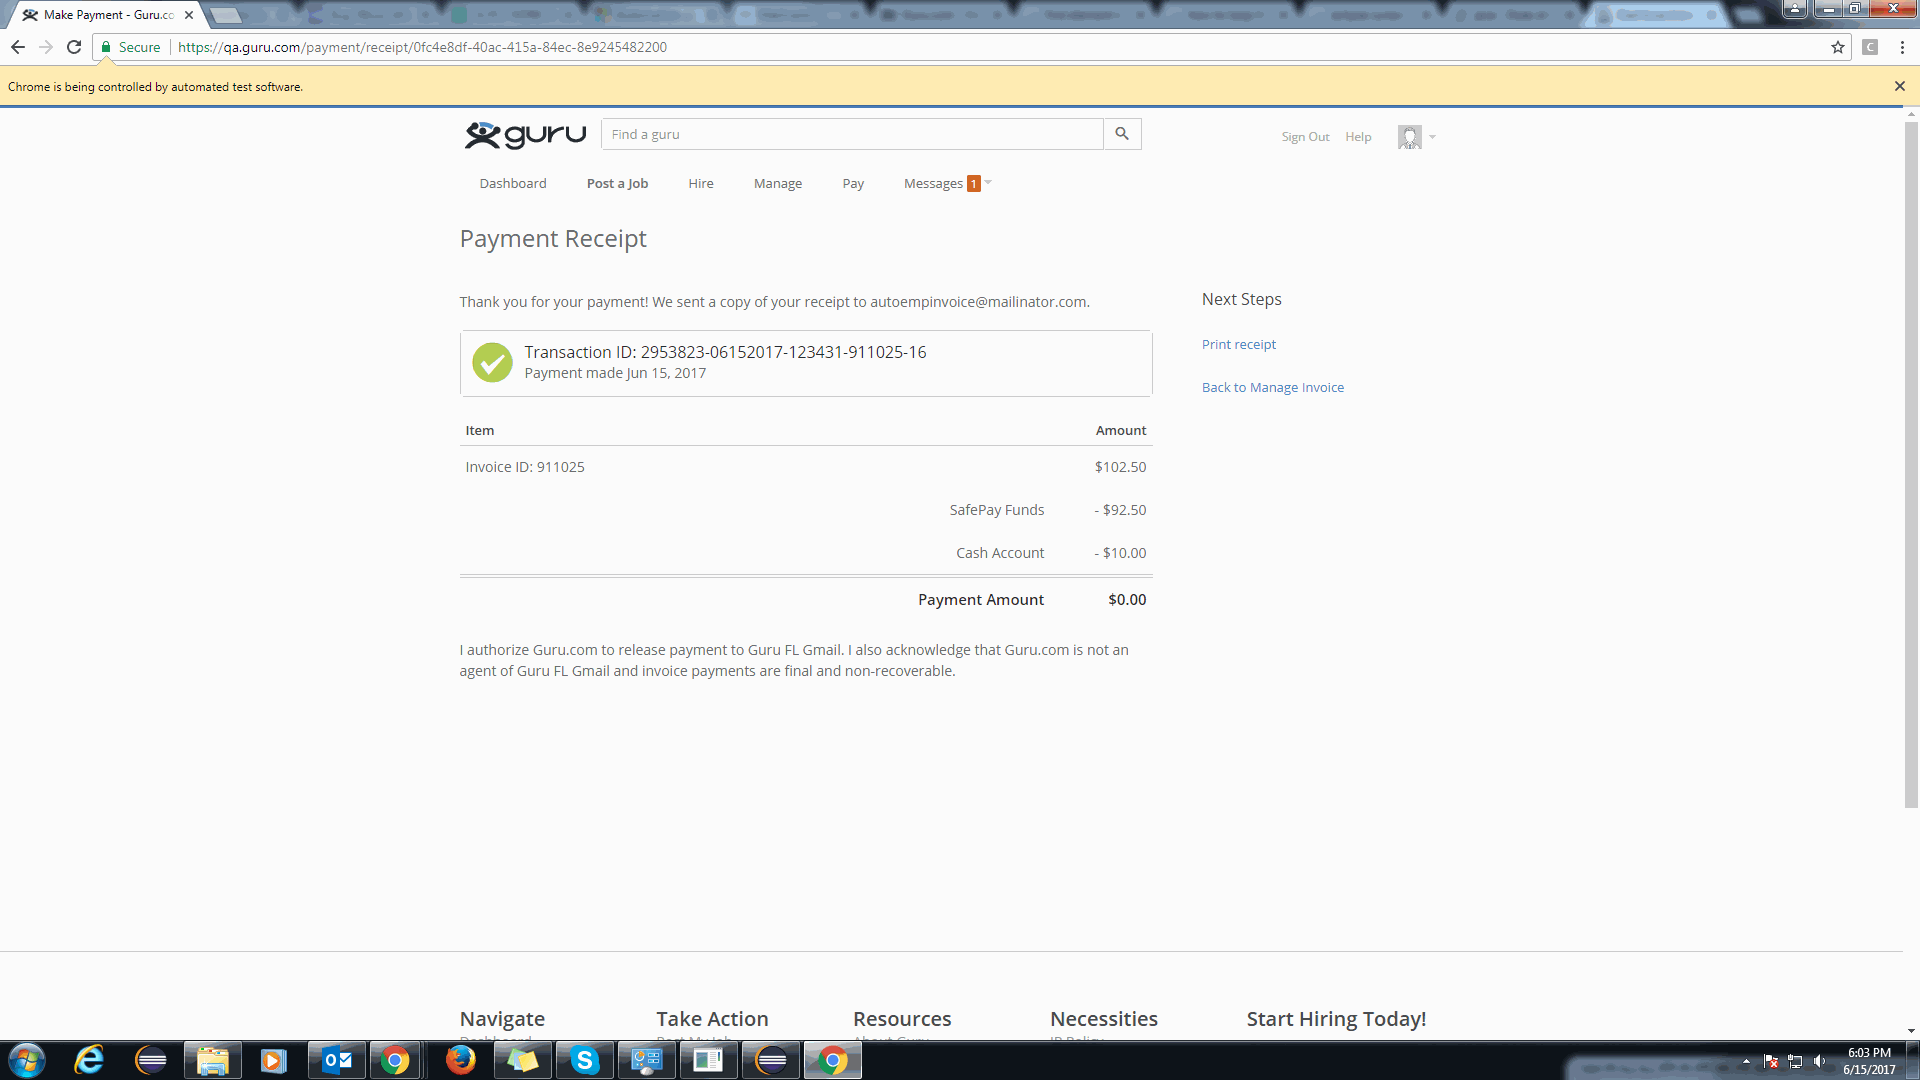 Make Payment - Guru.co
Secure https://qa.guru.com/payment/receipt/0fc4e8df-40ac-415a-84ec-8e9245482200
C
Chrome is being controlled by automated test software.
guru
Find a guru
Sign Out Help
Dashboard Post a Job Hire Manage Pay Messages 1
Payment Receipt
Thank you for your payment! We sent a copy of your receipt to autoempinvoice@mailinator.com.
Next Steps
Transaction ID: 2953823-06152017-123431-911025-16
Payment made Jun 15, 2017
Print receipt
Back to Manage Invoice
Item Amount
Invoice ID: 911025 $102.50
SafePay Funds - $92.50
Cash Account - $10.00
Payment Amount $0.00
I authorize Guru.com to release payment to Guru FL Gmail. I also acknowledge that Guru.com is not an
agent of Guru FL Gmail and invoice payments are final and non-recoverable.
Navigate Take Action Resources Necessities Start Hiring Today!
6:03 PM
6/15/2017